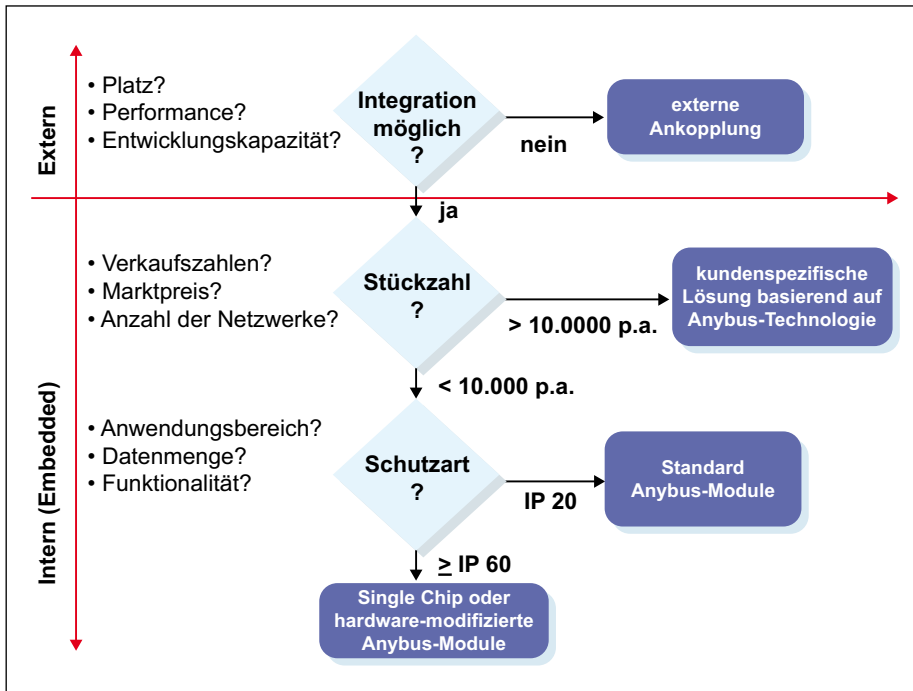 Extern
• Platz?
• Performance?
• Entwicklungskapazität?
Integration
möglich
?
nein
externe
Ankopplung
ja
Intern (Embedded)
• Verkaufszahlen?
• Marktpreis?
• Anzahl der Netzwerke?
Stückzahl
?
> 10.0000 p.a.
kundenspezifische
Lösung basierend auf
Anybus-Technologie
< 10.000 p.a.
• Anwendungsbereich?
• Datenmenge?
• Funktionalität?
Schutzart
?
IP 20
Standard
Anybus-Module
≥ IP 60
Single Chip oder
hardware-modifizierte
Anybus-Module